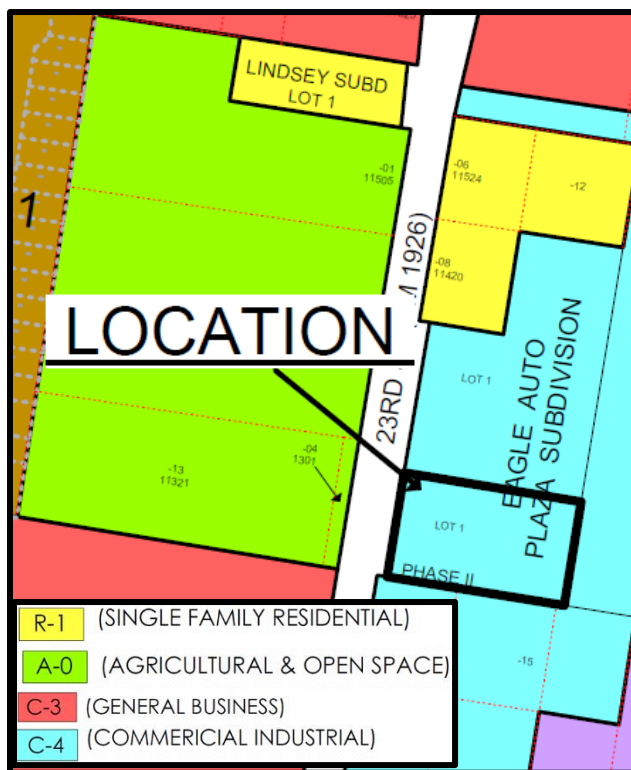 LINDSEY SUBD
LOT 1
-01
11505
-06
11524
-12
1
-08
11420
23RD
M 1926)
LOCATION
LOT 1
EAGLE AUTO
PLAZA SUBDIVISION
-04
1301
-13
11321
LOT 1
PHASE II
-15
R-1 (SINGLE FAMILY RESIDENTIAL)
A-0 (AGRICULTURAL & OPEN SPACE)
C-3 (GENERAL BUSINESS)
C-4 (COMMERICIAL INDUSTRIAL)